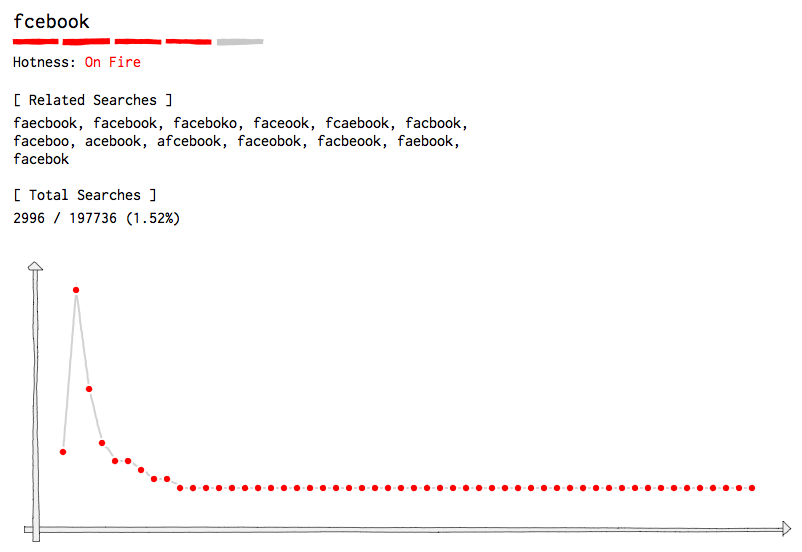 fcebook
Hotness: On Fire
[ Related Searches ]
faecbook, facebook, faceboko, faceook, fcaebook, facbook,
faceboo, acebook, afcebook, faceobok, facbeook, faebook,
facebok
[ Total Searches ]
2996 / 197736 (1.52%)